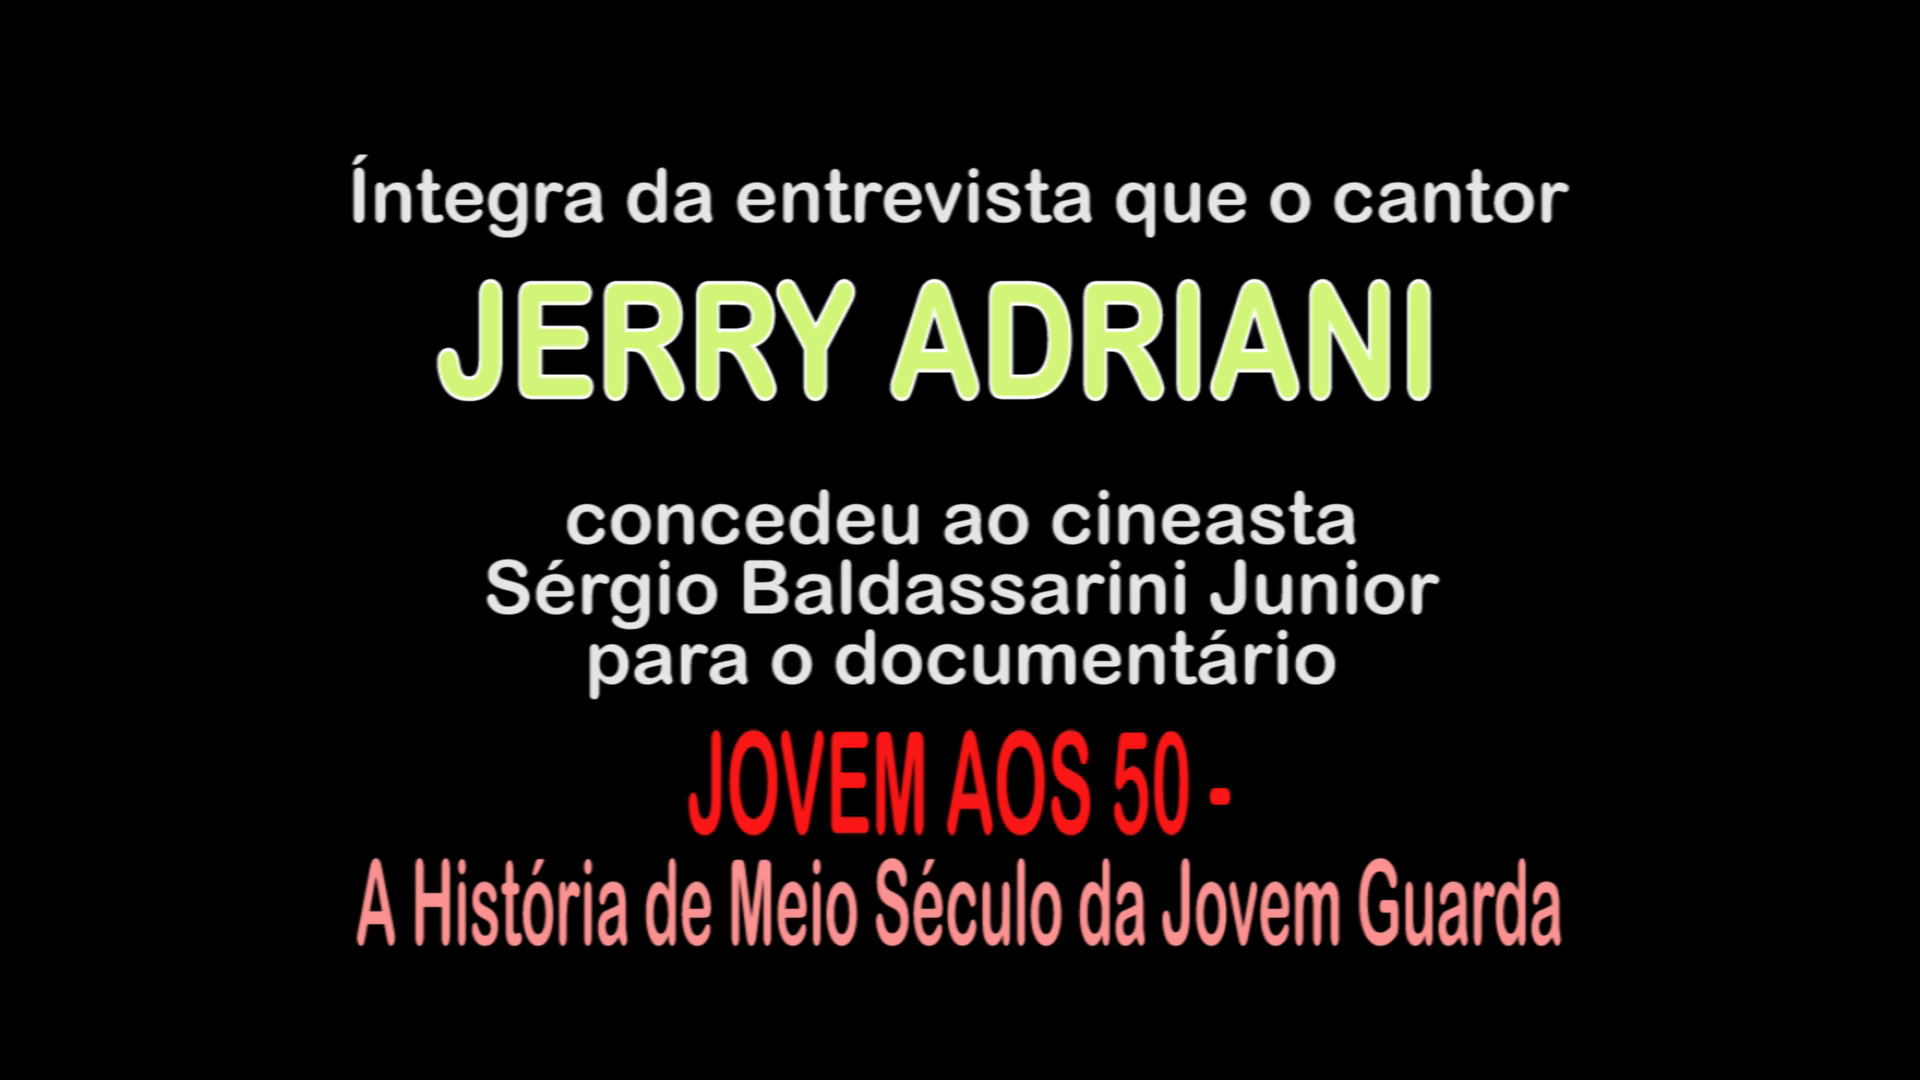 Íntegra da entrevista que o cantor
JERRY ADRIANI
concedeu ao cineasta
Sérgio Baldassarini Junior
para o documentário
JOVEM AOS 50 -
A História de Meio Século da Jovem Guarda